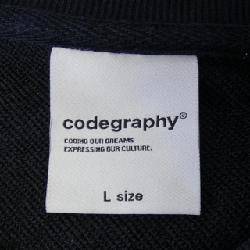 codegraphy®
CODING OUR DREAMS
EXPRESSING OUR CULTURE.
L size